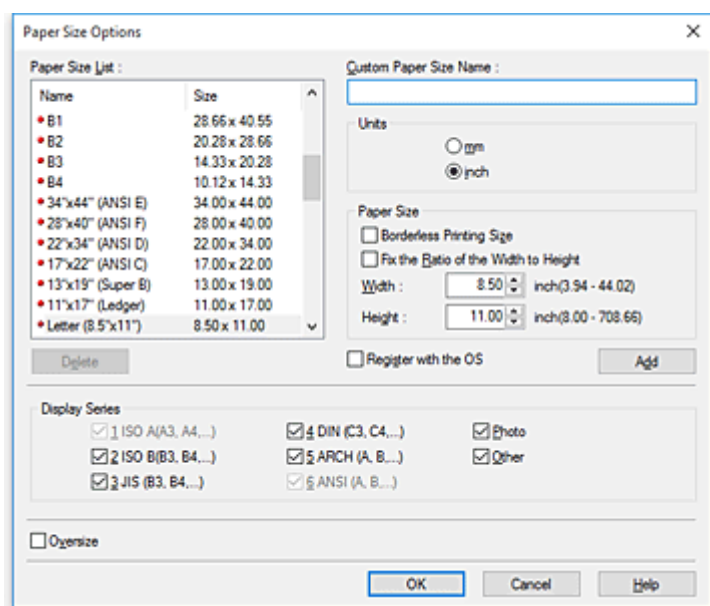 Paper Size Options
Paper Size List :
Custom Paper Size Name :
Name Size
B1 28.66 x 40.55
B2 20.28 x 28.66
B3 14.33 x 20.28
B4 10.12 x 14.33
34"x44" (ANSI E) 34.00 x 44.00
28"x40" (ANSI F) 28.00 x 40.00
22"x34" (ANSI D) 22.00 x 34.00
17"x22" (ANSI C) 17.00 x 22.00
13"x19" (Super B) 13.00 x 19.00
11"x17" (Ledger) 11.00 x 17.00
Letter (8.5"x11") 8.50 x 11.00
Delete
Units
mm
inch
Paper Size
Borderless Printing Size
Fix the Ratio of the Width to Height
Width : 8.50 inch(3.94 - 44.02)
Height : 11.00 inch(8.00 - 708.66)
Register with the OS Add
Display Series
1 ISO A(A3, A4,...) 4 DIN (C3, C4,...) Photo
2 ISO B(B3, B4,...) 5 ARCH (A, B,...) Other
3 JIS (B3, B4,...) 6 ANSI (A, B,...)
Oversize
OK Cancel Help